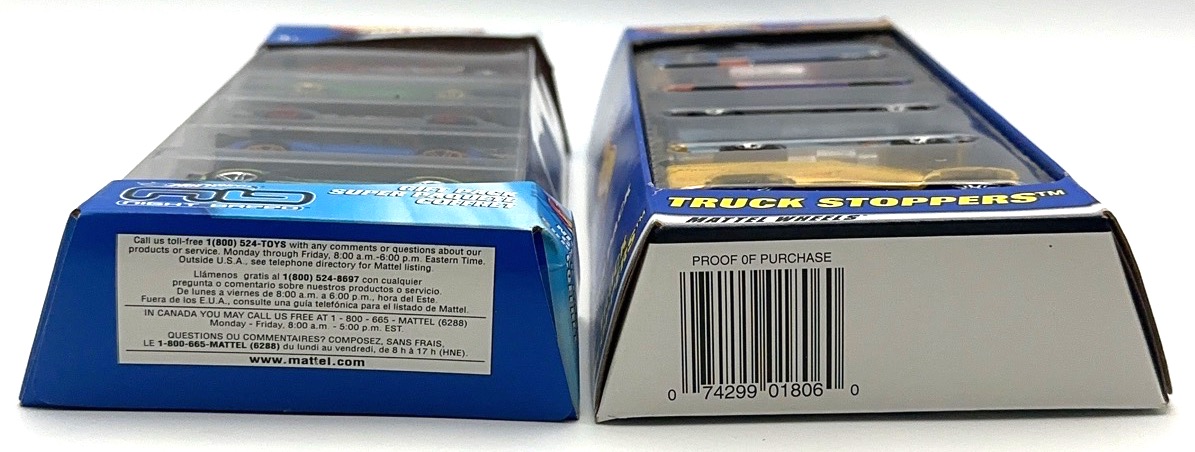 GIFT PACK
SUPER PAQUETE
COFFRET
Call us toll-free 1(800) 524-TOYS with any comments or questions about our
products or service. Monday through Friday, 8:00 a.m.-6:00 p.m. Eastern Time.
Outside U.S.A., see telephone directory for Mattel listing.
Llámenos gratis al 1(800) 524-8697 con cualquier
pregunta o comentario sobre nuestros productos o servicio.
De lunes a viernes de 8:00 a.m. a 6:00 p.m., hora del Este.
Fuera de los E.U.A., consulte una guía telefónica para el listado de Mattel.
IN CANADA YOU MAY CALL US FREE AT 1 - 800 - 665 - MATTEL (6288)
Monday - Friday, 8:00 a.m. - 5:00 p.m. EST.
QUESTIONS OU COMMENTAIRES? COMPOSEZ, SANS FRAIS,
LE 1-800-665-MATTEL (6288) du lundi au vendredi, de 8 h à 17 h (HNE).
www.mattel.com
TRUCK STOPPERS™
MATTEL WHEELS
PROOF OF PURCHASE
0 74299 01806 0